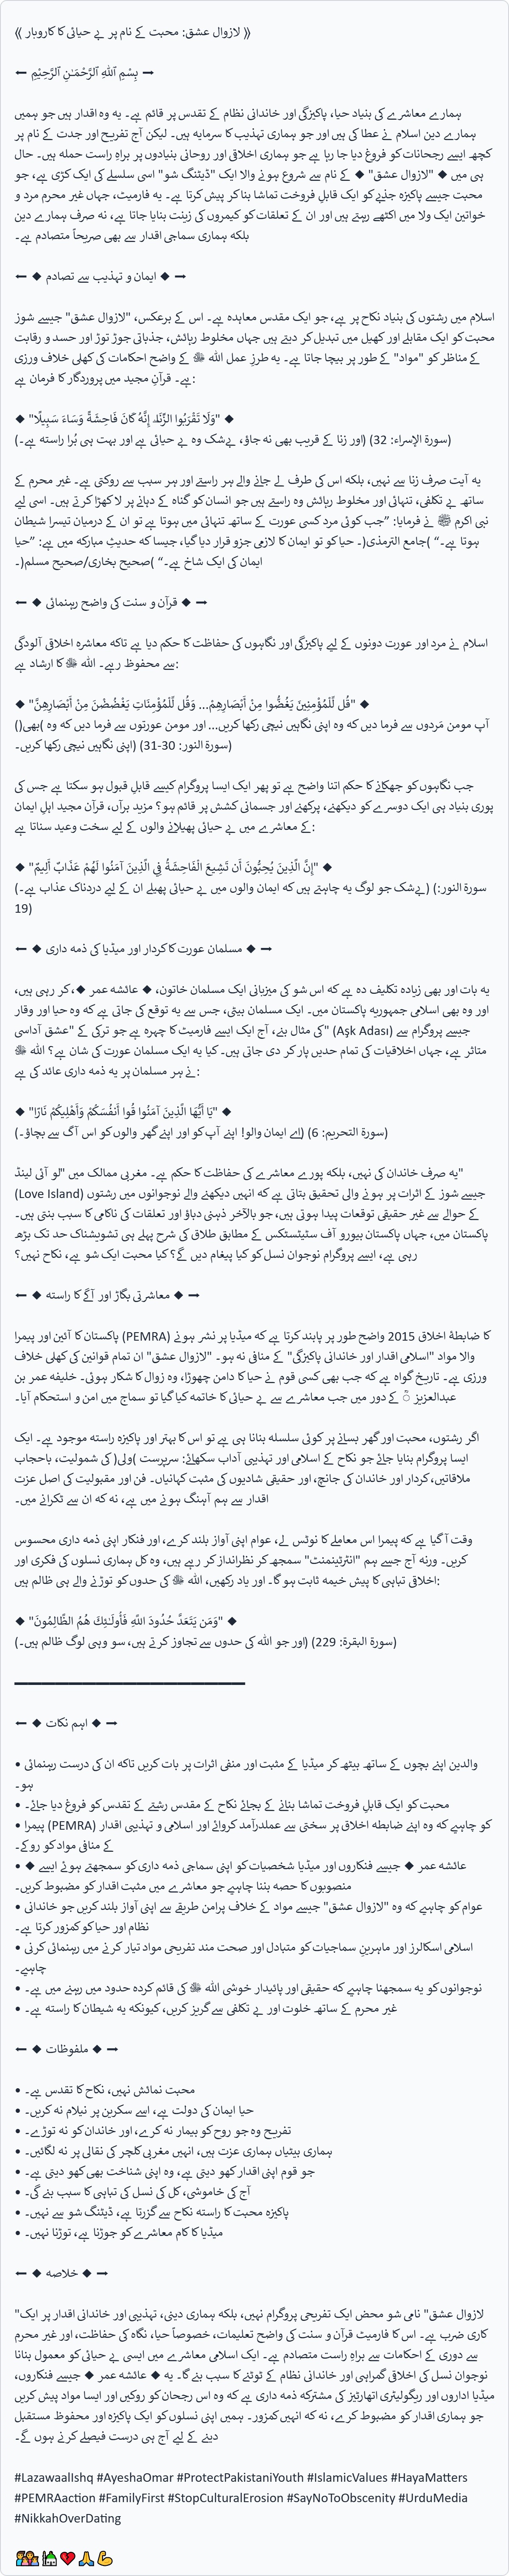 ⟪ لازوال عشق: محبت کے نام پر بے حیائی کا کاروبار ⟫
⭠ بِسْمِ ٱللَّٰهِ ٱلرَّحْمَـٰنِ ٱلرَّحِيْمِ ⭢
ہمارے معاشرے کی بنیاد حیا، پاکیزگی اور خاندانی نظام کے تقدس پر قائم ہے۔ یہ وہ اقدار ہیں جو ہمیں
ہمارے دین اسلام نے عطا کی ہیں اور جو ہماری تہذیب کا سرمایہ ہیں۔ لیکن آج تفریح اور جدت کے نام پر
کچھ ایسے رجحانات کو فروغ دیا جا رہا ہے جو ہماری اخلاقی اور روحانی بنیادوں پر براہِ راست حملہ ہیں۔ حال
ہی میں ◆ "لازوال عشق" ◆ کے نام سے شروع ہونے والا ایک "ڈیٹنگ شو" اسی سلسلے کی ایک کڑی ہے، جو
محبت جیسے پاکیزہ جذبے کو ایک قابلِ فروخت تماشا بنا کر پیش کرتا ہے۔ یہ فارمیٹ، جہاں غیر محرم مرد و
خواتین ایک ولا میں اکٹھے رہتے ہیں اور ان کے تعلقات کو کیمروں کی زینت بنایا جاتا ہے، نہ صرف ہمارے دین
بلکہ ہماری سماجی اقدار سے بھی صریحاً متصادم ہے۔
⭠ ◆ ایمان و تہذیب سے تصادم ◆ ⭢
اسلام میں رشتوں کی بنیاد نکاح پر ہے، جو ایک مقدس معاہدہ ہے۔ اس کے برعکس، "لازوال عشق" جیسے شوز
محبت کو ایک مقابلے اور کھیل میں تبدیل کر دیتے ہیں جہاں مخلوط رہائش، جذباتی جوڑ توڑ اور حسد و رقابت
کے مناظر کو "مواد" کے طور پر بیچا جاتا ہے۔ یہ طرزِ عمل اللہ ﷻ کے واضح احکامات کی کھلی خلاف ورزی
ہے۔ قرآنِ مجید میں پروردگار کا فرمان ہے:
◆ "وَلَا تَقْرَبُوا الزِّنَىٰ ۖ إِنَّهُ كَانَ فَاحِشَةً وَسَاءَ سَبِيلًا" ◆
(سورۃ الإسراء: 32) (اور زنا کے قریب بھی نہ جاؤ، بےشک وہ بے حیائی ہے اور بہت ہی بُرا راستہ ہے۔)
یہ آیت صرف زنا سے نہیں، بلکہ اس کی طرف لے جانے والے ہر راستے اور ہر سبب سے روکتی ہے۔ غیر محرم کے
ساتھ بے تکلفی، تنہائی اور مخلوط رہائش وہ راستے ہیں جو انسان کو گناہ کے دہانے پر لا کھڑا کرتے ہیں۔ اسی لیے
نبی اکرم ﷺ نے فرمایا: ”جب کوئی مرد کسی عورت کے ساتھ تنہائی میں ہوتا ہے تو ان کے درمیان تیسرا شیطان
ہوتا ہے۔“ )جامع الترمذی(۔ حیا کو تو ایمان کا لازمی جزو قرار دیا گیا، جیسا کہ حدیثِ مبارکہ میں ہے: ”حیا
ایمان کی ایک شاخ ہے۔“ )صحیح بخاری/صحیح مسلم(۔
⭠ ◆ قرآن و سنت کی واضح رہنمائی ◆ ⭢
اسلام نے مرد اور عورت دونوں کے لیے پاکیزگی اور نگاہوں کی حفاظت کا حکم دیا ہے تاکہ معاشرہ اخلاقی آلودگی
سے محفوظ رہے۔ اللہ ﷻ کا ارشاد ہے:
◆ "قُل لِّلْمُؤْمِنِينَ يَغُضُّوا مِنْ أَبْصَارِهِمْ... وَقُل لِّلْمُؤْمِنَاتِ يَغْضُضْنَ مِنْ أَبْصَارِهِنَّ" ◆
آپ مومن مَردوں سے فرما دیں کہ وہ اپنی نگاہیں نیچی رکھا کریں... اور مومن عورتوں سے فرما دیں کہ وہ )بھی()
(سورۃ النور: 30-31) (اپنی نگاہیں نیچی رکھا کریں۔
جب نگاہوں کو جھکانے کا حکم اتنا واضح ہے تو پھر ایک ایسا پروگرام کیسے قابلِ قبول ہو سکتا ہے جس کی
پوری بنیاد ہی ایک دوسرے کو دیکھنے، پرکھنے اور جسمانی کشش پر قائم ہو؟ مزید برآں، قرآن مجید اہلِ ایمان
کے معاشرے میں بے حیائی پھیلانے والوں کے لیے سخت وعید سناتا ہے:
◆ "إِنَّ الَّذِينَ يُحِبُّونَ أَن تَشِيعَ الْفَاحِشَةُ فِي الَّذِينَ آمَنُوا لَهُمْ عَذَابٌ أَلِيمٌ" ◆
سورۃ النور:) (بےشک جو لوگ یہ چاہتے ہیں کہ ایمان والوں میں بے حیائی پھیلے ان کے لیے دردناک عذاب ہے۔)
19)
⭠ ◆ مسلمان عورت کا کردار اور میڈیا کی ذمہ داری ◆ ⭢
یہ بات اور بھی زیادہ تکلیف دہ ہے کہ اس شو کی میزبانی ایک مسلمان خاتون، ◆ عائشہ عمر ◆، کر رہی ہیں،
اور وہ بھی اسلامی جمہوریہ پاکستان میں۔ ایک مسلمان بیٹی، جس سے یہ توقع کی جاتی ہے کہ وہ حیا اور وقار
جیسے پروگرام سے (Aşk Adası) "کی مثال بنے، آج ایک ایسے فارمیٹ کا چہرہ ہے جو ترکی کے "عشق آداسی
متاثر ہے، جہاں اخلاقیات کی تمام حدیں پار کر دی جاتی ہیں۔ کیا یہ ایک مسلمان عورت کی شان ہے؟ اللہ ﷻ
نے ہر مسلمان پر یہ ذمہ داری عائد کی ہے:
◆ "يَا أَيُّهَا الَّذِينَ آمَنُوا قُوا أَنفُسَكُمْ وَأَهْلِيكُمْ نَارًا" ◆
(سورۃ التحریم: 6) (اے ایمان والو! اپنے آپ کو اور اپنے گھر والوں کو اس آگ سے بچاؤ۔)
"یہ صرف خاندان کی نہیں، بلکہ پورے معاشرے کی حفاظت کا حکم ہے۔ مغربی ممالک میں "لو آئی لینڈ
(Love Island) جیسے شوز کے اثرات پر ہونے والی تحقیق بتاتی ہے کہ انہیں دیکھنے والے نوجوانوں میں رشتوں
کے حوالے سے غیر حقیقی توقعات پیدا ہوتی ہیں، جو بالآخر ذہنی دباؤ اور تعلقات کی ناکامی کا سبب بنتی ہیں۔
پاکستان میں، جہاں پاکستان بیورو آف سٹیٹسٹکس کے مطابق طلاق کی شرح پہلے ہی تشویشناک حد تک بڑھ
رہی ہے، ایسے پروگرام نوجوان نسل کو کیا پیغام دیں گے؟ کیا محبت ایک شو ہے، نکاح نہیں؟
⭠ ◆ معاشرتی بگاڑ اور آگے کا راستہ ◆ ⭢
کا ضابطۂ اخلاق 2015 واضح طور پر پابند کرتا ہے کہ میڈیا پر نشر ہونے (PEMRA) پاکستان کا آئین اور پیمرا
والا مواد "اسلامی اقدار اور خاندانی پاکیزگی" کے منافی نہ ہو۔ "لازوال عشق" ان تمام قوانین کی کھلی خلاف
ورزی ہے۔ تاریخ گواہ ہے کہ جب بھی کسی قوم نے حیا کا دامن چھوڑا، وہ زوال کا شکار ہوئی۔ خلیفہ عمر بن
عبدالعزیز ؒ کے دور میں جب معاشرے سے بے حیائی کا خاتمہ کیا گیا تو سماج میں امن و استحکام آیا۔
اگر رشتوں، محبت اور گھر بسانے پر کوئی سلسلہ بنانا ہی ہے تو اس کا بہتر اور پاکیزہ راستہ موجود ہے۔ ایک
ایسا پروگرام بنایا جائے جو نکاح کے اسلامی اور تہذیبی آداب سکھائے: سرپرست )ولی( کی شمولیت، باحجاب
ملاقاتیں، کردار اور خاندان کی جانچ، اور حقیقی شادیوں کی مثبت کہانیاں۔ فن اور مقبولیت کی اصل عزت
اقدار سے ہم آہنگ ہونے میں ہے، نہ کہ ان سے ٹکرانے میں۔
وقت آ گیا ہے کہ پیمرا اس معاملے کا نوٹس لے، عوام اپنی آواز بلند کرے، اور فنکار اپنی ذمہ داری محسوس
کریں۔ ورنہ آج جسے ہم "انٹرٹینمنٹ" سمجھ کر نظرانداز کر رہے ہیں، وہ کل ہماری نسلوں کی فکری اور
اخلاقی تباہی کا پیش خیمہ ثابت ہو گا۔ اور یاد رکھیں، اللہ ﷻ کی حدوں کو توڑنے والے ہی ظالم ہیں:
◆ "وَمَن يَتَعَدَّ حُدُودَ اللَّهِ فَأُولَـٰئِكَ هُمُ الظَّالِمُونَ" ◆
(سورۃ البقرۃ: 229) (اور جو اللہ کی حدوں سے تجاوز کرتے ہیں، سو وہی لوگ ظالم ہیں۔)
⭠ ◆ اہم نکات ◆ ⭢
• والدین اپنے بچوں کے ساتھ بیٹھ کر میڈیا کے مثبت اور منفی اثرات پر بات کریں تاکہ ان کی درست رہنمائی
ہو۔
• محبت کو ایک قابلِ فروخت تماشا بنانے کے بجائے نکاح کے مقدس رشتے کے تقدس کو فروغ دیا جائے۔
• پیمرا (PEMRA) کو چاہیے کہ وہ اپنے ضابطہ اخلاق پر سختی سے عملدرآمد کروائے اور اسلامی و تہذیبی اقدار
کے منافی مواد کو روکے۔
• ◆ عائشہ عمر ◆ جیسے فنکاروں اور میڈیا شخصیات کو اپنی سماجی ذمہ داری کو سمجھتے ہوئے ایسے
منصوبوں کا حصہ بننا چاہیے جو معاشرے میں مثبت اقدار کو مضبوط کریں۔
• عوام کو چاہیے کہ وہ "لازوال عشق" جیسے مواد کے خلاف پرامن طریقے سے اپنی آواز بلند کریں جو خاندانی
نظام اور حیا کو کمزور کرتا ہے۔
• اسلامی اسکالرز اور ماہرینِ سماجیات کو متبادل اور صحت مند تفریحی مواد تیار کرنے میں رہنمائی کرنی
چاہیے۔
• نوجوانوں کو یہ سمجھنا چاہیے کہ حقیقی اور پائیدار خوشی اللہ ﷻ کی قائم کردہ حدود میں رہنے میں ہے۔
• غیر محرم کے ساتھ خلوت اور بے تکلفی سے گریز کریں، کیونکہ یہ شیطان کا راستہ ہے۔
⭠ ◆ ملفوظات ◆ ⭢
• محبت نمائش نہیں، نکاح کا تقدس ہے۔
• حیا ایمان کی دولت ہے، اسے سکرین پر نیلام نہ کریں۔
• تفریح وہ جو روح کو بیمار نہ کرے، اور خاندان کو نہ توڑے۔
• ہماری بیٹیاں ہماری عزت ہیں، انہیں مغربی کلچر کی نقالی پر نہ لگائیں۔
• جو قوم اپنی اقدار کھو دیتی ہے، وہ اپنی شناخت بھی کھو دیتی ہے۔
• آج کی خاموشی، کل کی نسل کی تباہی کا سبب بنے گی۔
• پاکیزہ محبت کا راستہ نکاح سے گزرتا ہے، ڈیٹنگ شو سے نہیں۔
• میڈیا کا کام معاشرے کو جوڑنا ہے، توڑنا نہیں۔
⭠ ◆ خلاصہ ◆ ⭢
"لازوال عشق" نامی شو محض ایک تفریحی پروگرام نہیں، بلکہ ہماری دینی، تہذیبی اور خاندانی اقدار پر ایک
کاری ضرب ہے۔ اس کا فارمیٹ قرآن و سنت کی واضح تعلیمات، خصوصاً حیا، نگاہ کی حفاظت، اور غیر محرم
سے دوری کے احکامات سے براہِ راست متصادم ہے۔ ایک اسلامی معاشرے میں ایسی بے حیائی کو معمول بنانا
نوجوان نسل کی اخلاقی گمراہی اور خاندانی نظام کے ٹوٹنے کا سبب بنے گا۔ یہ ◆ عائشہ عمر ◆ جیسے فنکاروں،
میڈیا اداروں اور ریگولیٹری اتھارٹیز کی مشترکہ ذمہ داری ہے کہ وہ اس رجحان کو روکیں اور ایسا مواد پیش کریں
جو ہماری اقدار کو مضبوط کرے، نہ کہ انہیں کمزور۔ ہمیں اپنی نسلوں کو ایک پاکیزہ اور محفوظ مستقبل
دینے کے لیے آج ہی درست فیصلے کرنے ہوں گے۔
#LazawaalIshq #AyeshaOmar #ProtectPakistaniYouth #IslamicValues #HayaMatters
#PEMRAaction #FamilyFirst #StopCulturalErosion #SayNoToObscenity #UrduMedia
#NikkahOverDating